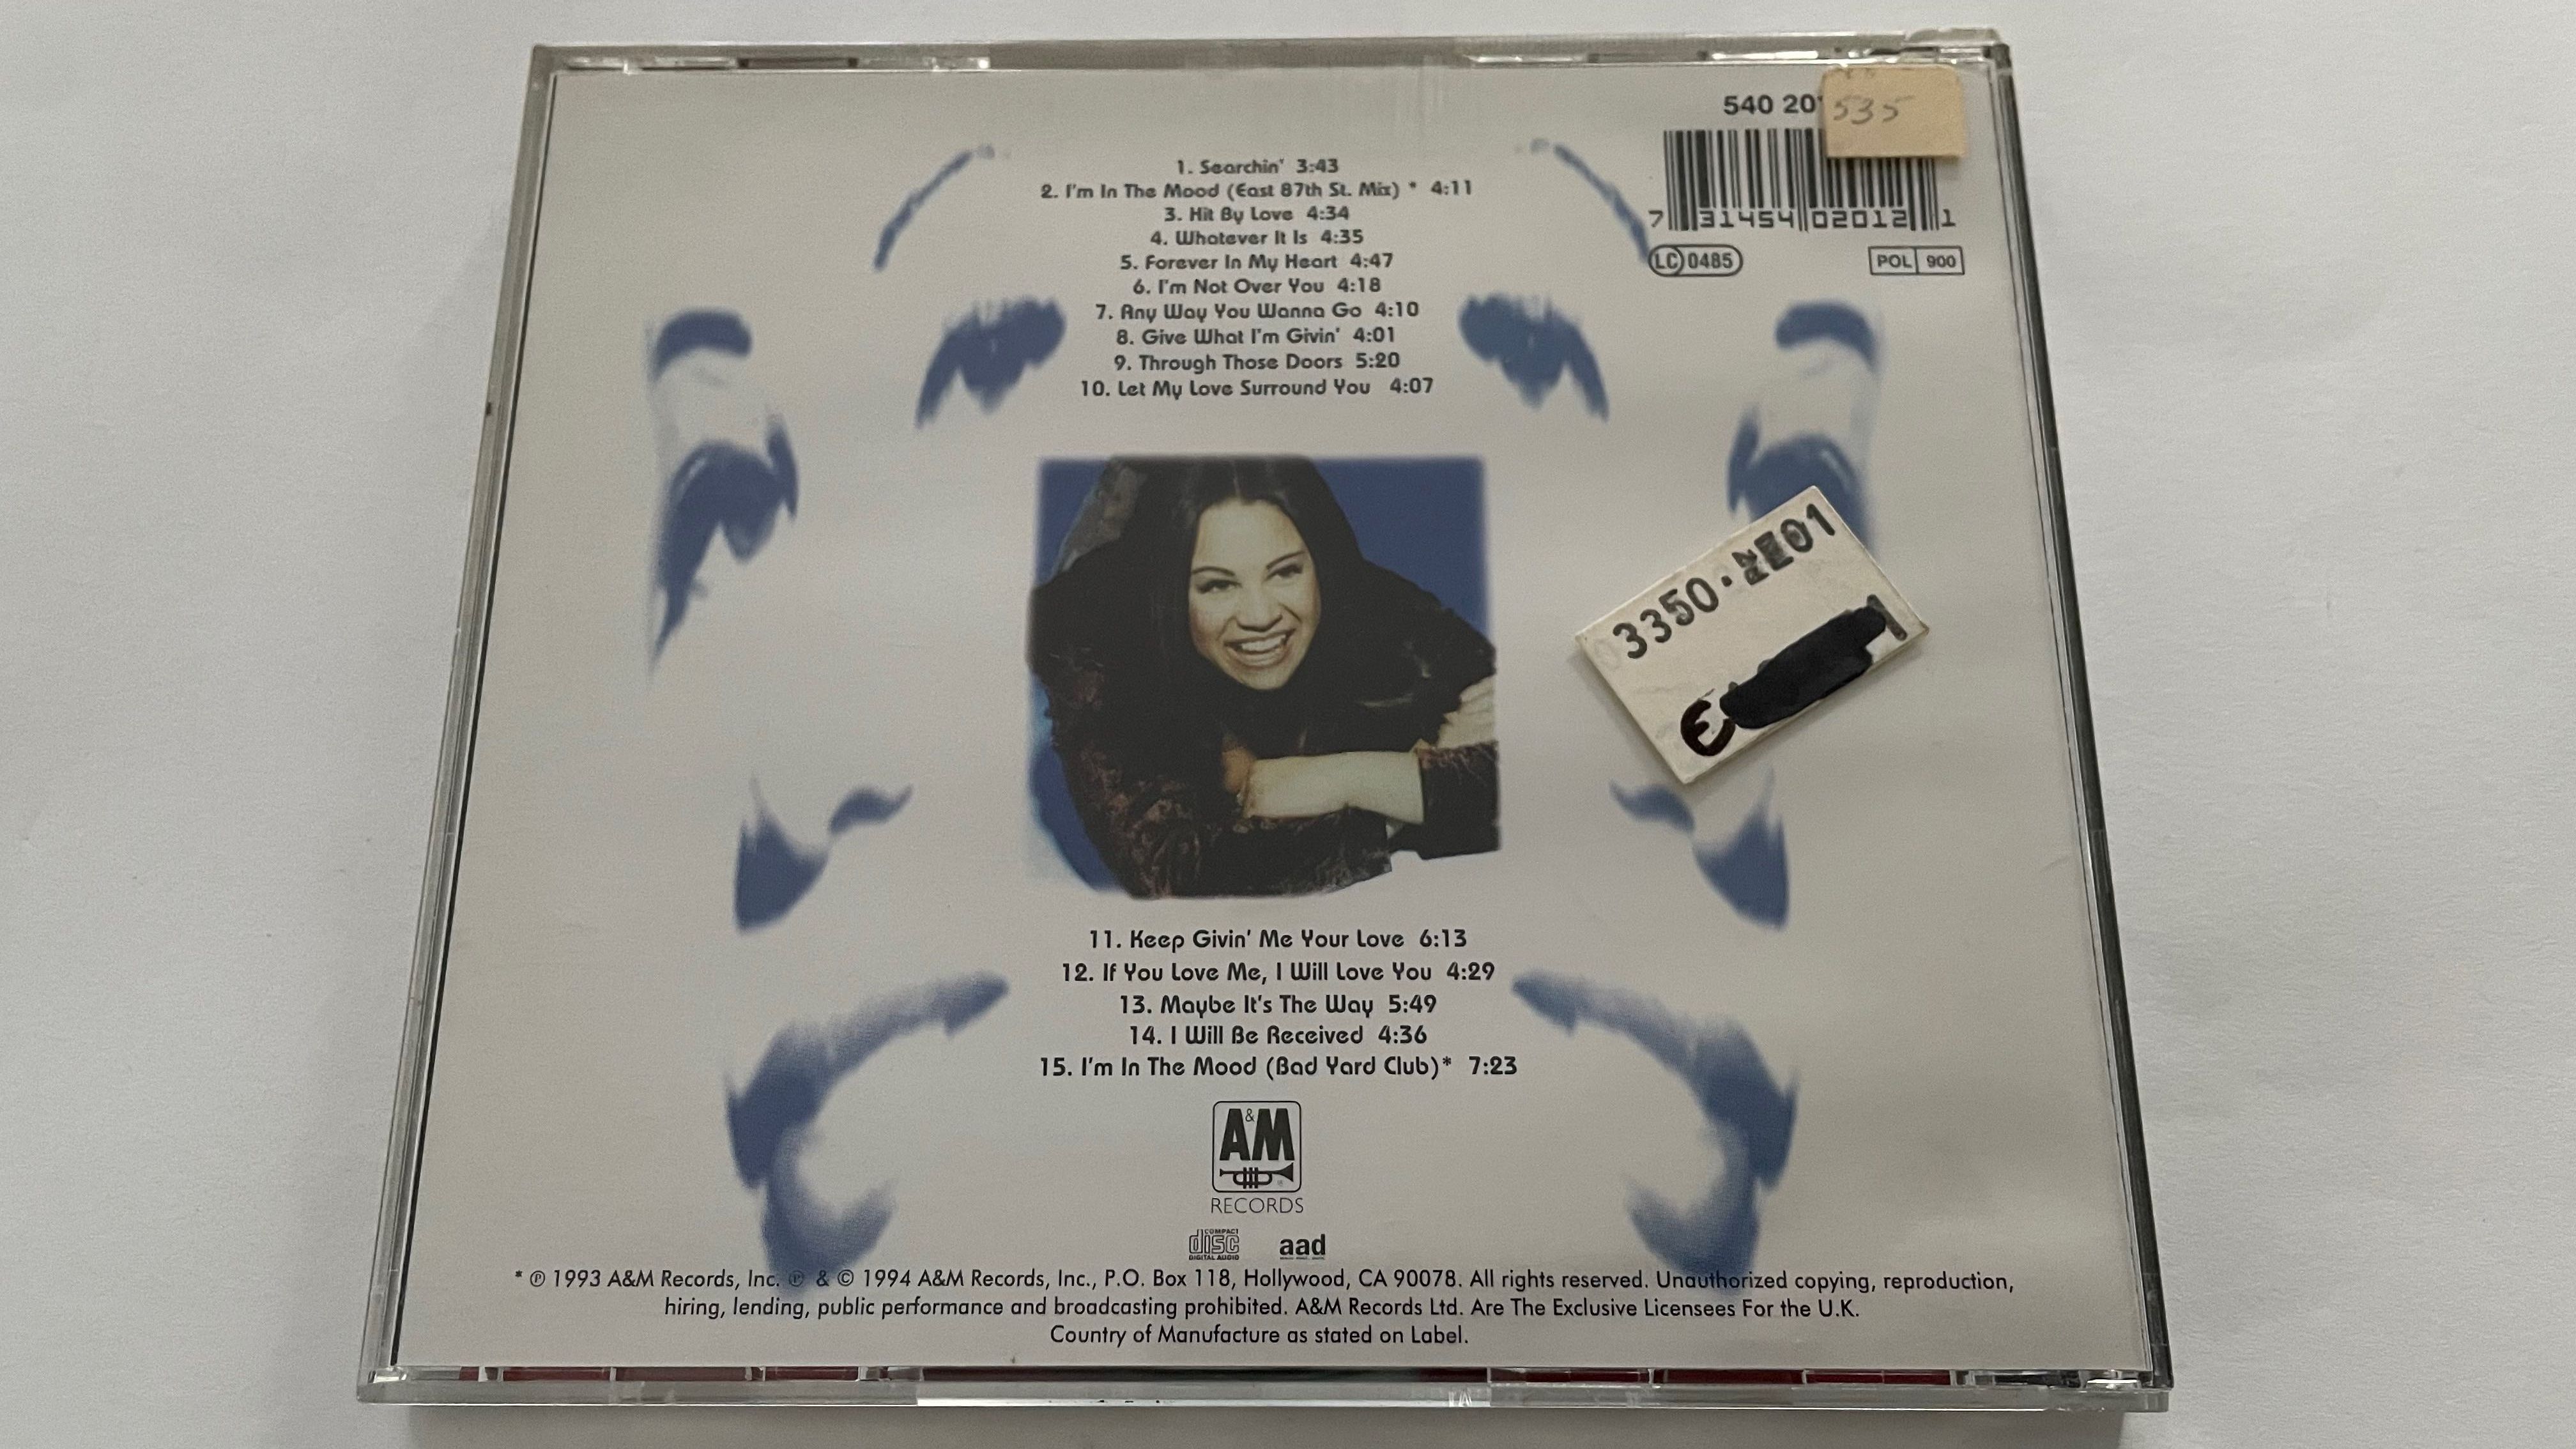 540 20
535
7 31454 02012 1
LC 0485
POL 900
1. Searchin' 3:43
2. I'm In The Mood (East 87th St. Mix) * 4:11
3. Hit By Love 4:34
4. Whatever It Is 4:35
5. Forever In My Heart 4:47
6. I'm Not Over You 4:18
7. Any Way You Wanna Go 4:10
8. Give What I'm Givin' 4:01
9. Through Those Doors 5:20
10. Let My Love Surround You 4:07
11. Keep Givin' Me Your Love 6:13
12. If You Love Me, I Will Love You 4:29
13. Maybe It's The Way 5:49
14. I Will Be Received 4:36
15. I'm In The Mood (Bad Yard Club)* 7:23
A&M
RECORDS
COMPACT
disc
DIGITAL AUDIO
aad
* ℗ 1993 A&M Records, Inc. ℗ & © 1994 A&M Records, Inc., P.O. Box 118, Hollywood, CA 90078. All rights reserved. Unauthorized copying, reproduction,
hiring, lending, public performance and broadcasting prohibited. A&M Records Ltd. Are The Exclusive Licensees For the U.K.
Country of Manufacture as stated on Label.